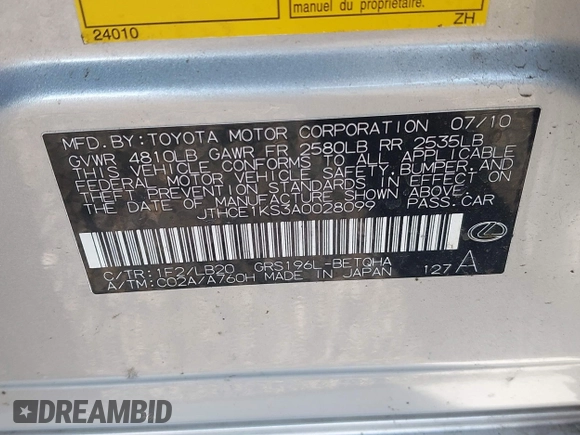 manuel du propriétaire.
24010 ZH
MFD.BY:TOYOTA MOTOR CORPORATION 07/10
GVWR 4810LB GAWR FR 2580LB RR 2535LB
THIS VEHICLE CONFORMS TO ALL APPLICABLE
FEDERAL MOTOR VEHICLE SAFETY,BUMPER,AND
THEFT PREVENTION STANDARDS IN EFFECT ON
THE DATE OF MANUFACTURE SHOWN ABOVE.
JTHCE1KS3A0028099 PASS.CAR
C/TR:1F2/LB20 GRS196L-BETQHA
A/TM:C02A/A760H MADE IN JAPAN 127A
DREAMBID